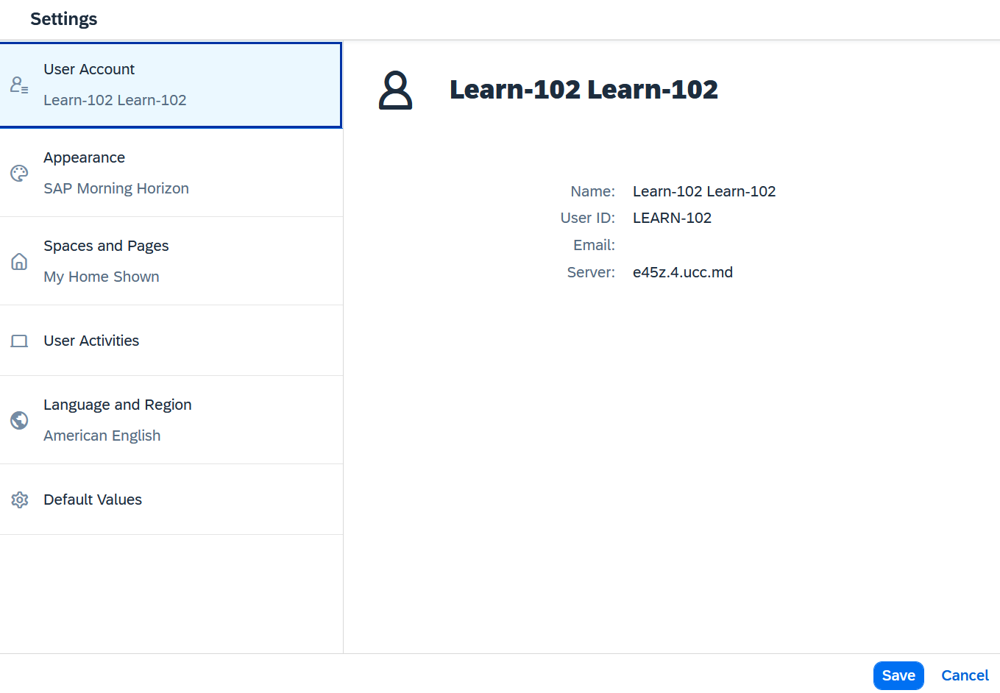 Settings
User Account
Learn-102 Learn-102
Appearance
SAP Morning Horizon
Spaces and Pages
My Home Shown
User Activities
Language and Region
American English
Default Values
Learn-102 Learn-102
Name: Learn-102 Learn-102
User ID: LEARN-102
Email:
Server: e45z.4.ucc.md
Save Cancel